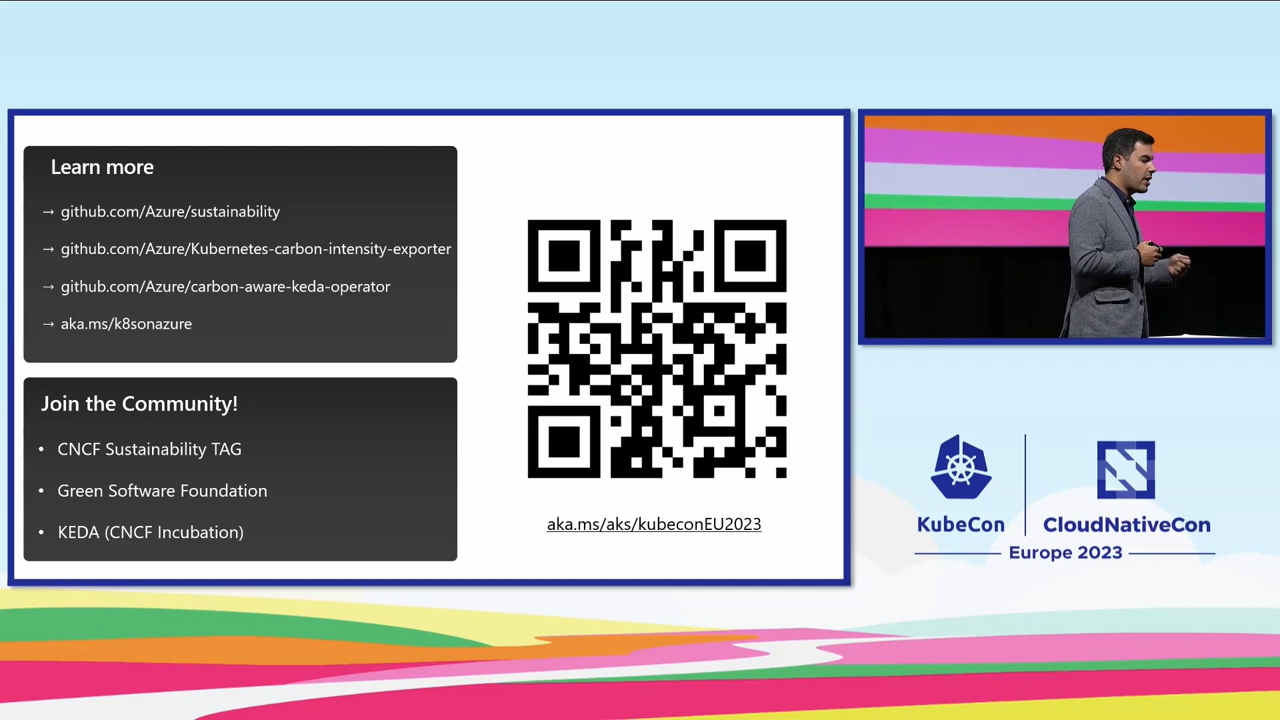 Learn more
→ github.com/Azure/sustainability
→ github.com/Azure/Kubernetes-carbon-intensity-exporter
→ github.com/Azure/carbon-aware-keda-operator
→ aka.ms/k8sonazure
Join the Community!
• CNCF Sustainability TAG
• Green Software Foundation
• KEDA (CNCF Incubation)
aka.ms/aks/kubeconEU2023
KubeCon
CloudNativeCon
Europe 2023